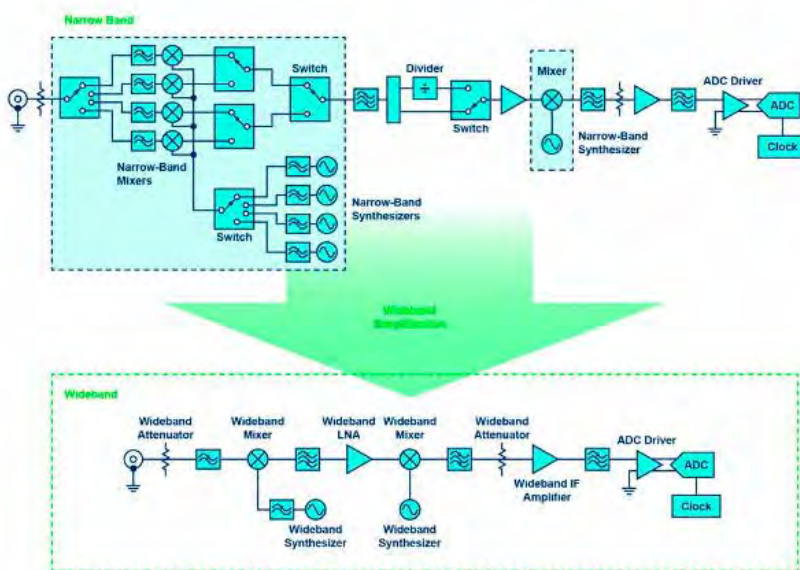 Narrow Band
Switch
Divider
÷
Mixer
ADC Driver
ADC
Clock
Switch
Narrow-Band
Synthesizer
Narrow-Band
Mixers
Narrow-Band
Synthesizers
Switch
Wideband
Simplification
Wideband
Wideband
Attenuator
Wideband
Mixer
Wideband
LNA
Wideband
Mixer
Wideband
Attenuator
ADC Driver
ADC
Wideband IF
Amplifier
Clock
Wideband
Synthesizer
Wideband
Synthesizer